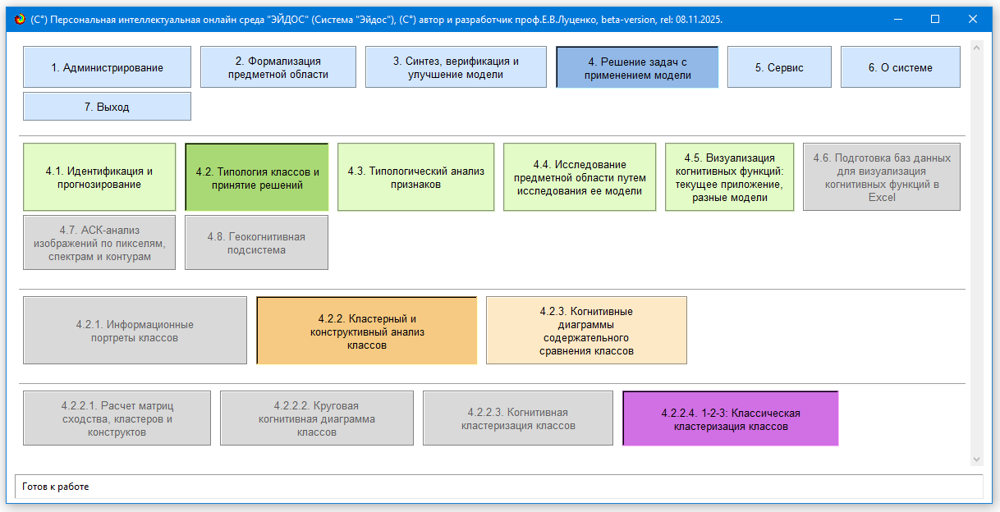 (С°) Персональная интеллектуальная онлайн среда "ЭЙДОС" (Система "Эйдос"), (С°) автор и разработчик проф.Е.В.Луценко, beta-version, rel: 08.11.2025.
1. Администрирование
2. Формализация
предметной области
3. Синтез, верификация и
улучшение модели
4. Решение задач с
применением модели
5. Сервис
6. О системе
7. Выход
4.1. Идентификация и
прогнозирование
4.2. Типология классов и
принятие решений
4.3. Типологический анализ
признаков
4.4. Исследование
предметной области путем
исследования ее модели
4.5. Визуализация
когнитивных функций:
текущее приложение,
разные модели
4.6. Подготовка баз данных
для визуализации
когнитивных функций в
Excel
4.7. АСК-анализ
изображений по пикселям,
спектрам и контурам
4.8. Геокогнитивная
подсистема
4.2.1. Информационные
портреты классов
4.2.2. Кластерный и
конструктивный анализ
классов
4.2.3. Когнитивные
диаграммы
содержательного
сравнения классов
4.2.2.1. Расчет матриц
сходства, кластеров и
конструктов
4.2.2.2. Круговая
когнитивная диаграмма
классов
4.2.2.3. Когнитивная
кластеризация классов
4.2.2.4. 1-2-3: Классическая
кластеризация классов
Готов к работе